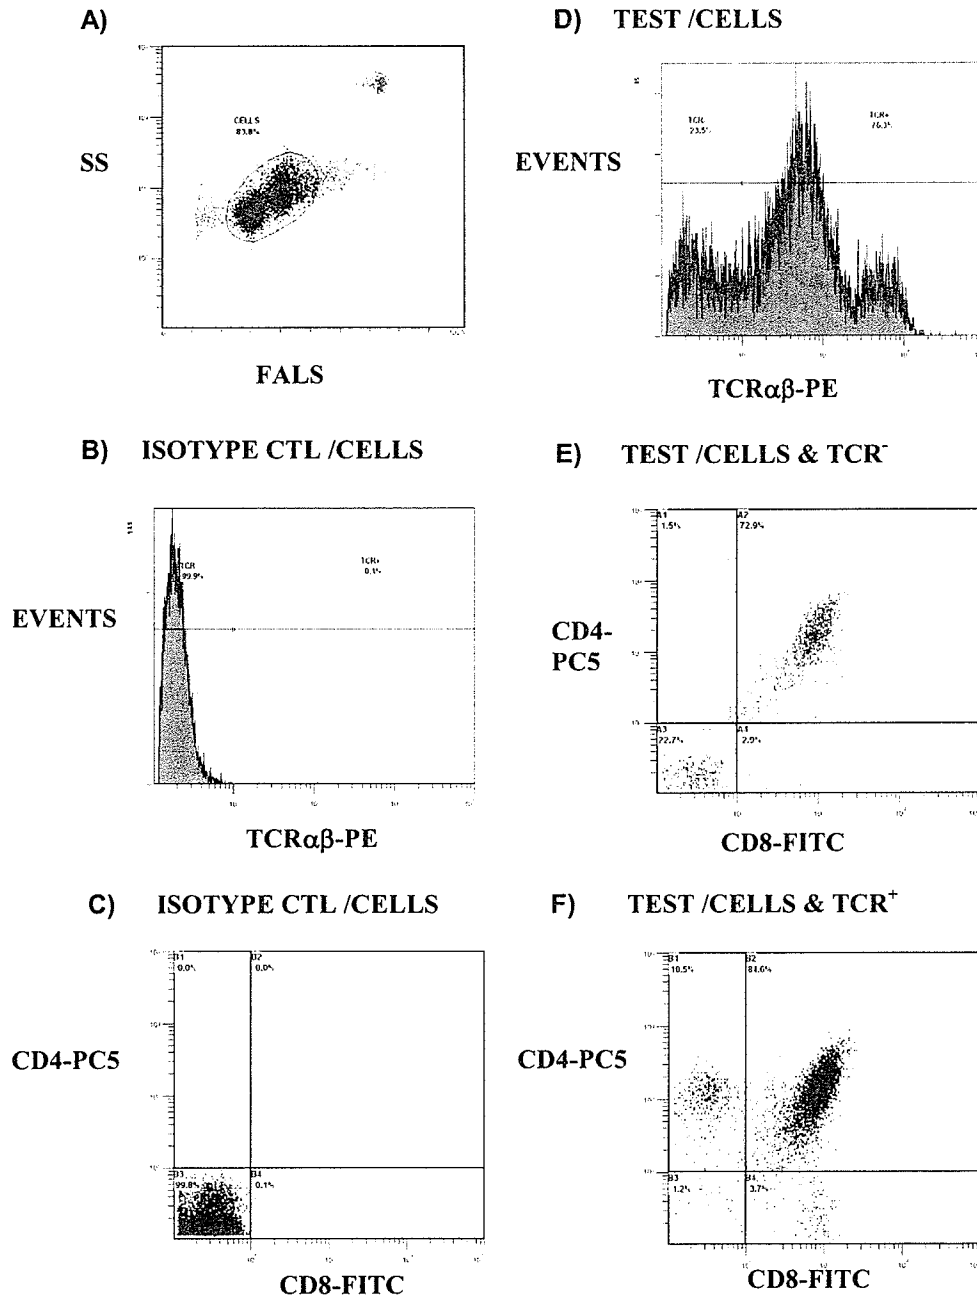 A)
SS
CELLS
83.8%
FALS
B) ISOTYPE CTL /CELLS
EVENTS
TCR
99.9%
TCR+
0.1%
TCRαβ-PE
C) ISOTYPE CTL /CELLS
CD4-PC5
B1
0.0%
B2
0.0%
B3
99.8%
B4
0.1%
CD8-FITC
D) TEST /CELLS
EVENTS
TCR-
23.5%
TCR+
76.3%
TCRαβ-PE
E) TEST /CELLS & TCR⁻
CD4-
PC5
A1
1.5%
A2
72.9%
A3
22.7%
2.9%
CD8-FITC
F) TEST /CELLS & TCR⁺
CD4-PC5
B1
10.5%
B2
B3
1.2%
B4
3.7%
CD8-FITC